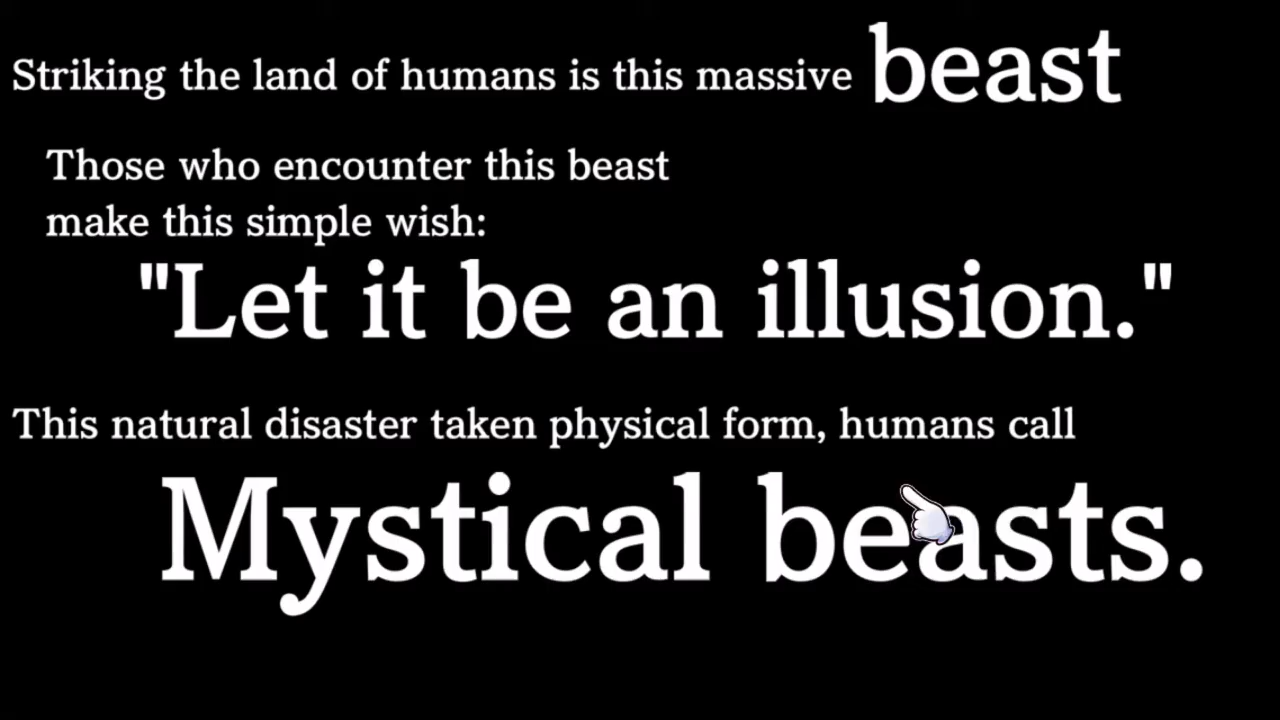 Striking the land of humans is this massive beast
Those who encounter this beast
make this simple wish:
"Let it be an illusion."
This natural disaster taken physical form, humans call
Mystical beasts.